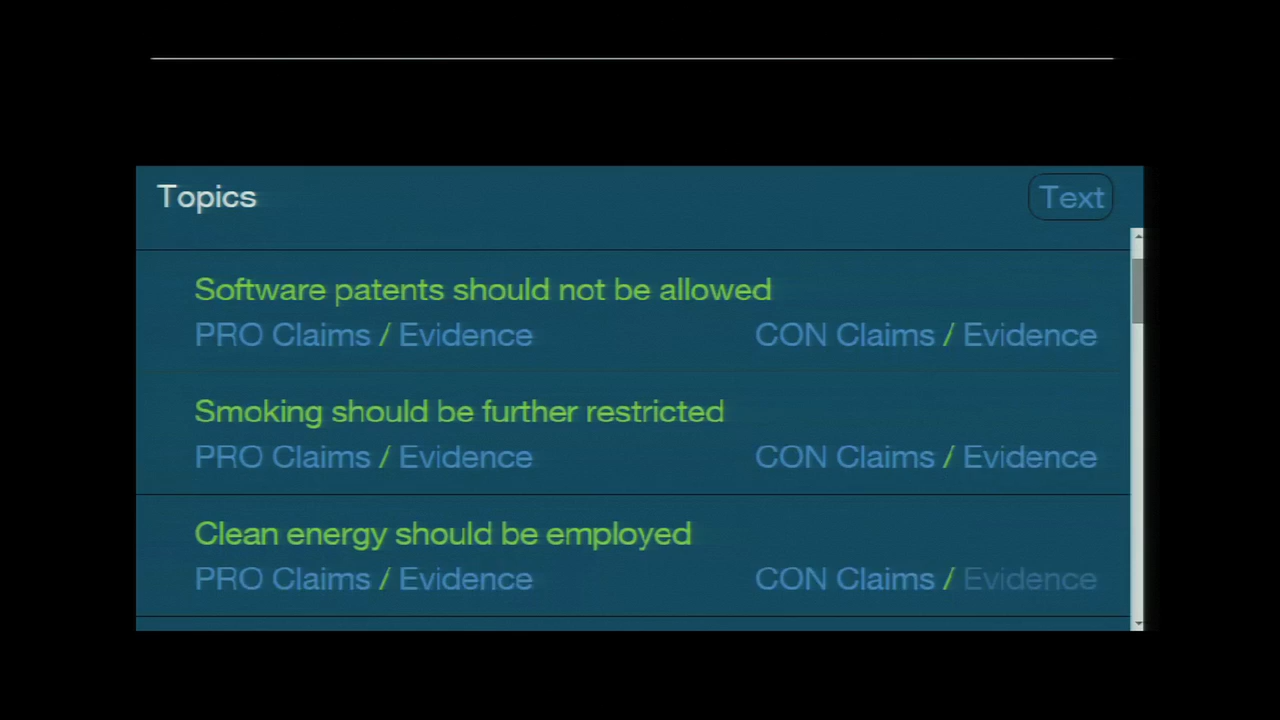 Topics
Text
Software patents should not be allowed
PRO Claims / Evidence
CON Claims / Evidence
Smoking should be further restricted
PRO Claims / Evidence
CON Claims / Evidence
Clean energy should be employed
PRO Claims / Evidence
CON Claims / Evidence